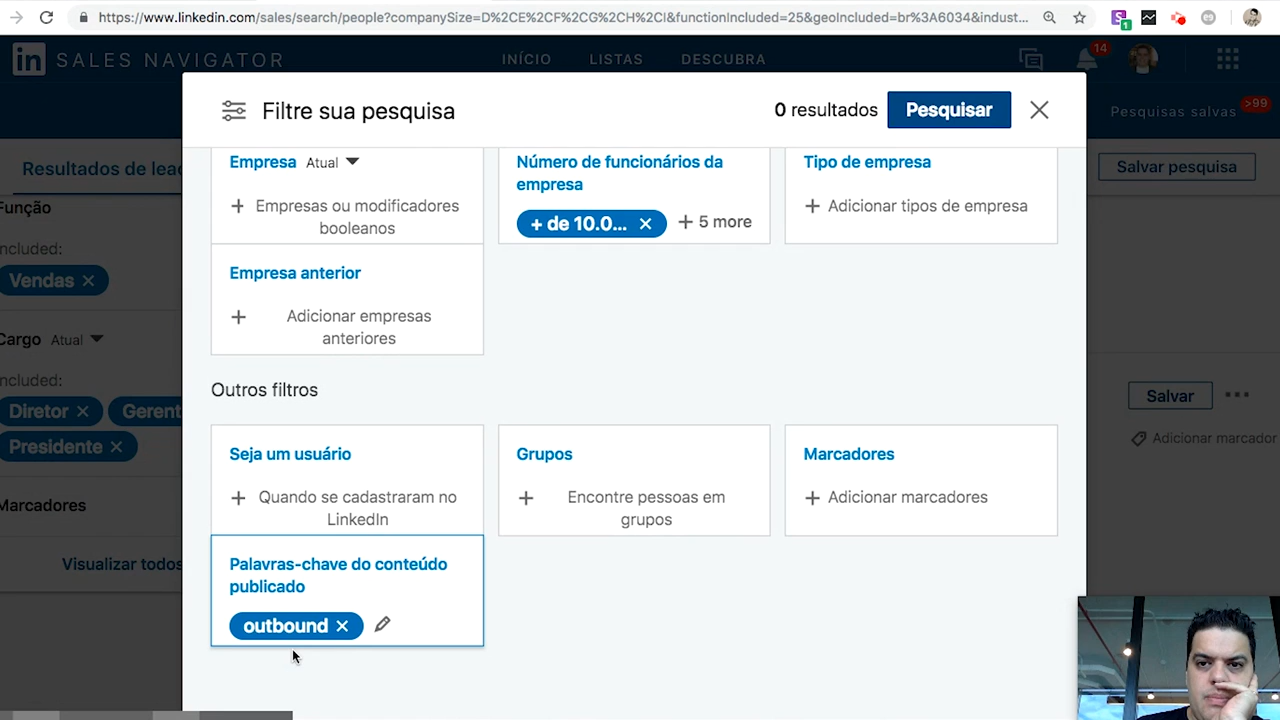 https://www.linkedin.com/sales/search/people?companySize=D%2CE%2CF%2CG%2CH%2CI&functionIncluded=25&geoIncluded=br%3A6034&indust...
1
in SALES NAVIGATOR
INÍCIO
LISTAS
DESCUBRA
14
Pesquisas salvas
>99
Filtre sua pesquisa
0 resultados
Pesquisar
Resultados de leac
Salvar pesquisa
Função
ncluded:
Vendas
Cargo Atual
ncluded:
Diretor
Gerent
Presidente
Marcadores
Visualizar todos
Empresa Atual
Empresas ou modificadores
booleanos
Número de funcionários da
empresa
+ de 10.0...
+ 5 more
Tipo de empresa
+ Adicionar tipos de empresa
Empresa anterior
+ Adicionar empresas
anteriores
Outros filtros
Seja um usuário
+ Quando se cadastraram no
LinkedIn
Grupos
+ Encontre pessoas em
grupos
Marcadores
+ Adicionar marcadores
Palavras-chave do conteúdo
publicado
outbound
Salvar
Adicionar marcador